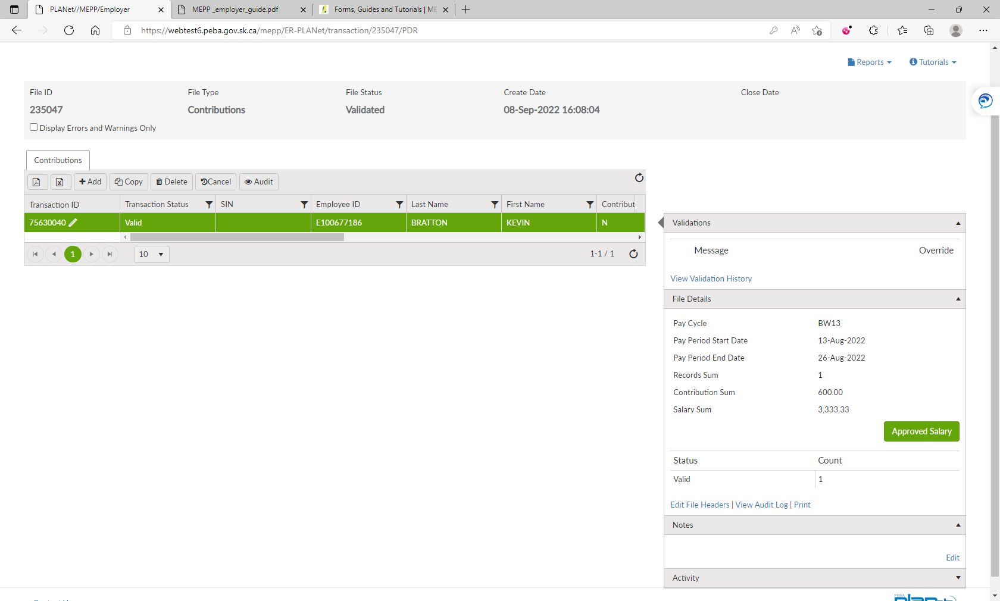 PLANet//MEPP/Employer
MEPP _employer_guide.pdf
Forms, Guides and Tutorials | ME
https://webtest6.peba.gov.sk.ca/mepp/ER-PLANet/transaction/235047/PDR
Reports
Tutorials
File ID File Type File Status Create Date Close Date
235047 Contributions Validated 08-Sep-2022 16:08:04
Display Errors and Warnings Only
Contributions
Add Copy Delete Cancel Audit
Transaction ID Transaction Status SIN Employee ID Last Name First Name Contribut
75630040 Valid E100677186 BRATTON KEVIN N
1 10 1-1 / 1
Validations
Message Override
View Validation History
File Details
Pay Cycle BW13
Pay Period Start Date 13-Aug-2022
Pay Period End Date 26-Aug-2022
Records Sum 1
Contribution Sum 600.00
Salary Sum 3,333.33
Approved Salary
Status Count
Valid 1
Edit File Headers | View Audit Log | Print
Notes
Edit
Activity
PEBA